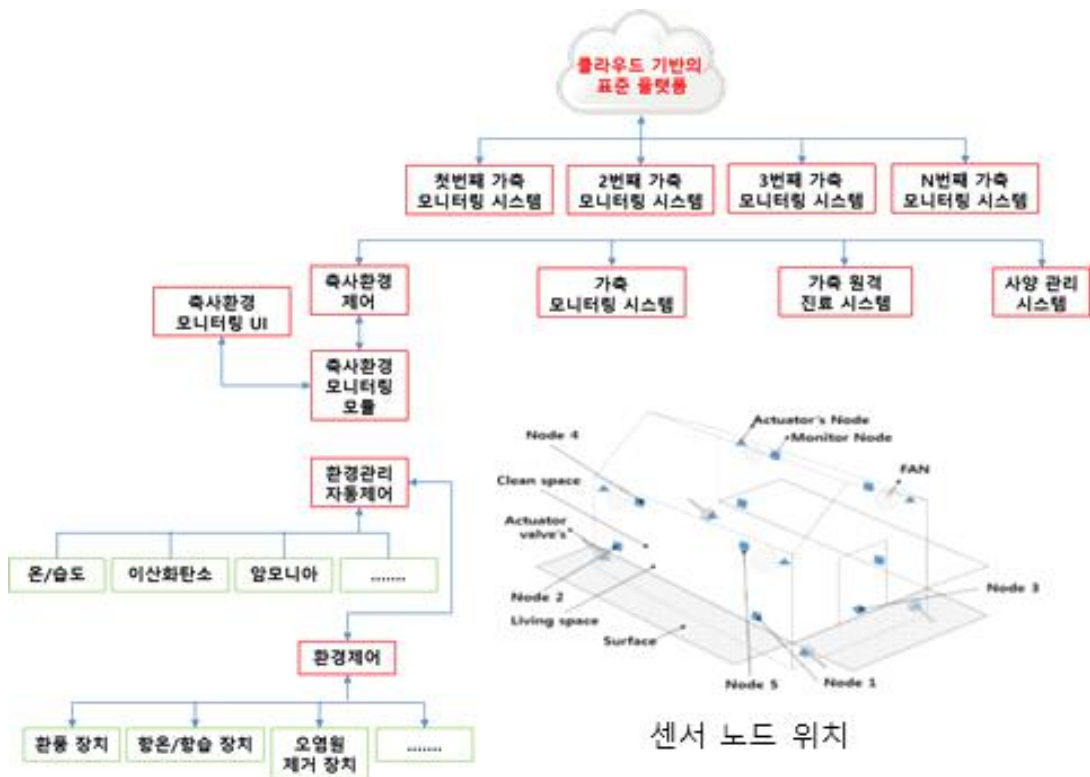 클라우드 기반의
표준 플랫폼
첫번째 가축
모니터링 시스템
2번째 가축
모니터링 시스템
3번째 가축
모니터링 시스템
N번째 가축
모니터링 시스템
축사환경
제어
가축
모니터링 시스템
가축 원격
진료 시스템
사양 관리
시스템
축사환경
모니터링 UI
축사환경
모니터링
모듈
환경관리
자동제어
온/습도
이산화탄소
암모니아
.......
환경제어
환풍 장치
항온/항습 장치
오염원
제거 장치
.......
Actuator's Node
Monitor Node
Node 4
FAN
Clean space
Actuator
valve's
Node 2
Living space
Surface
Node 3
Node 5
Node 1
센서 노드 위치